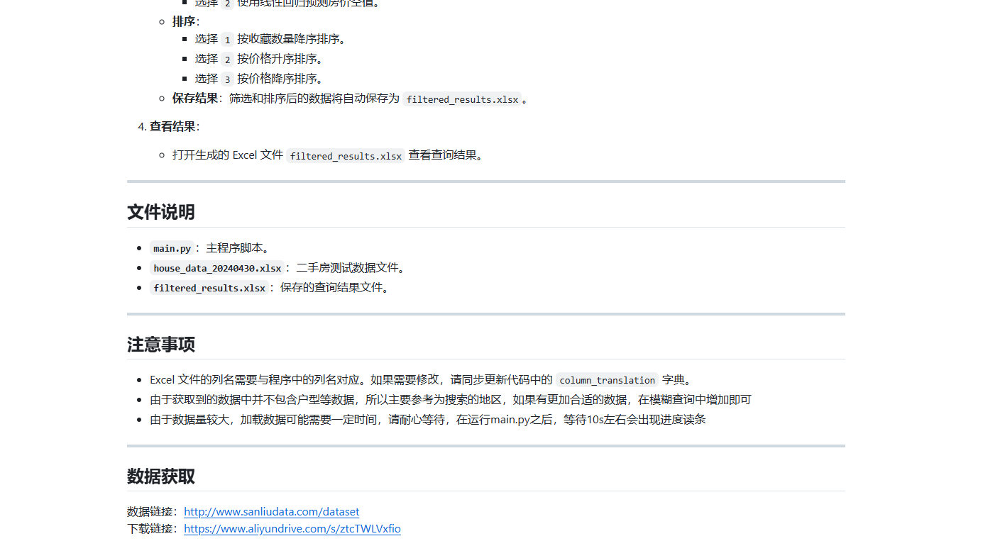 选择 2 使用线性回归预测房价空值。
排序：
选择 1 按收藏数量降序排序。
选择 2 按价格升序排序。
选择 3 按价格降序排序。
保存结果：筛选和排序后的数据将自动保存为 filtered_results.xlsx 。
4. 查看结果：
打开生成的 Excel 文件 filtered_results.xlsx 查看查询结果。
文件说明
main.py ：主程序脚本。
house_data_20240430.xlsx ：二手房测试数据文件。
filtered_results.xlsx ：保存的查询结果文件。
注意事项
Excel 文件的列名需要与程序中的列名对应。如果需要修改，请同步更新代码中的 column_translation 字典。
由于获取到的数据中并不包含户型等数据，所以主要参考为搜索的地区，如果有更加合适的数据，在模糊查询中增加即可
由于数据量较大，加载数据可能需要一定时间，请耐心等待，在运行main.py之后，等待10s左右会出现进度读条
数据获取
数据链接：http://www.sanliudata.com/dataset
下载链接：https://www.aliyundrive.com/s/ztcTWLVxfio